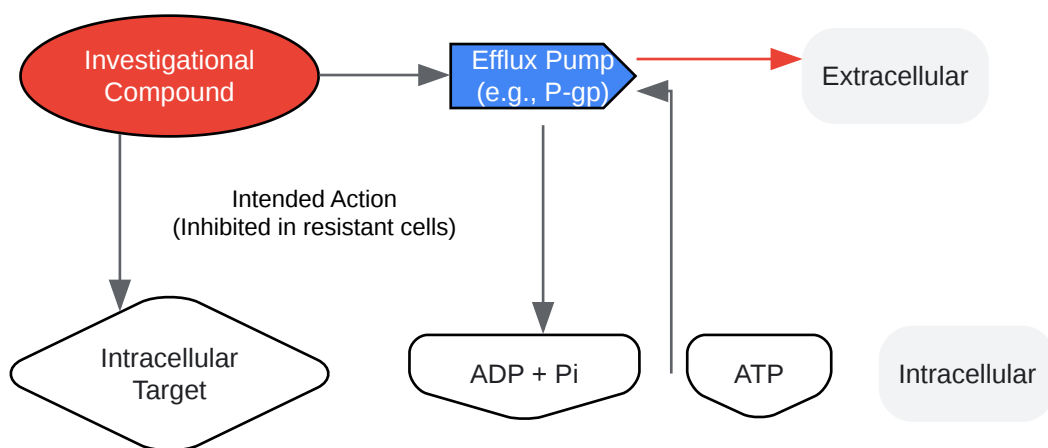 Investigational
Compound
Efflux Pump
(e.g., P-gp)
Extracellular
Intended Action
(Inhibited in resistant cells)
Intracellular
Target
ADP + Pi
ATP
Intracellular